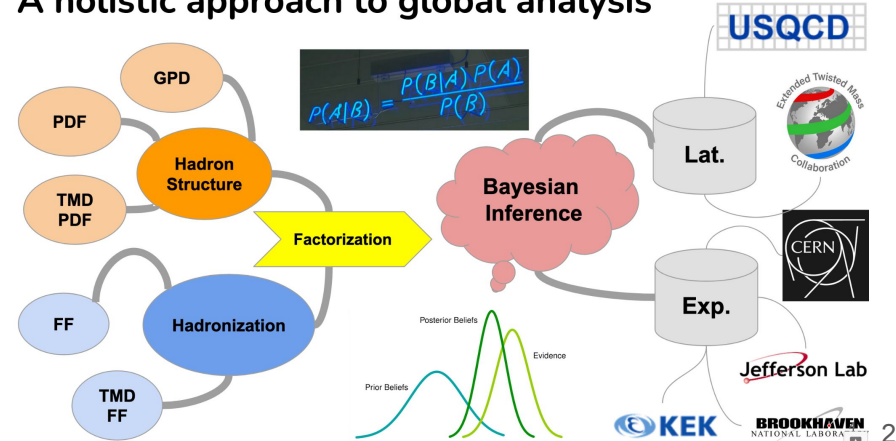 A holistic approach to global analysis
USQCD
GPD
PDF
Hadron
Structure
TMD
PDF
P(A|B) = P(B|A) P(A)
P(B)
Factorization
Bayesian
Inference
Lat.
Extended Twisted Mass
Collaboration
CERN
FF
Hadronization
TMD
FF
Posterior Beliefs
Evidence
Prior Beliefs
Exp.
Jefferson Lab
KEK
BROOKHAVEN
NATIONAL
2